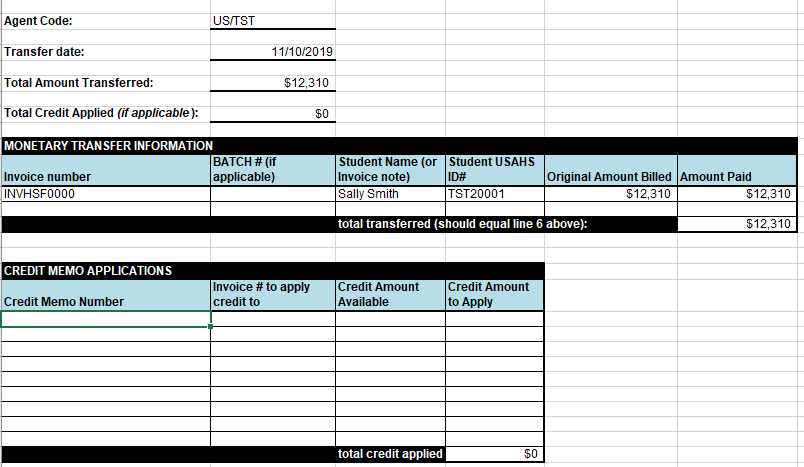 Agent Code: US/TST
Transfer date: 11/10/2019
Total Amount Transferred: $12,310
Total Credit Applied (if applicable): $0
MONETARY TRANSFER INFORMATION
Invoice number BATCH # (if applicable) Student Name (or Invoice note) Student USAHS ID# Original Amount Billed Amount Paid
INVHSF0000 Sally Smith TST20001 $12,310 $12,310
total transferred (should equal line 6 above): $12,310
CREDIT MEMO APPLICATIONS
Credit Memo Number Invoice # to apply credit to Credit Amount Available Credit Amount to Apply
total credit applied $0